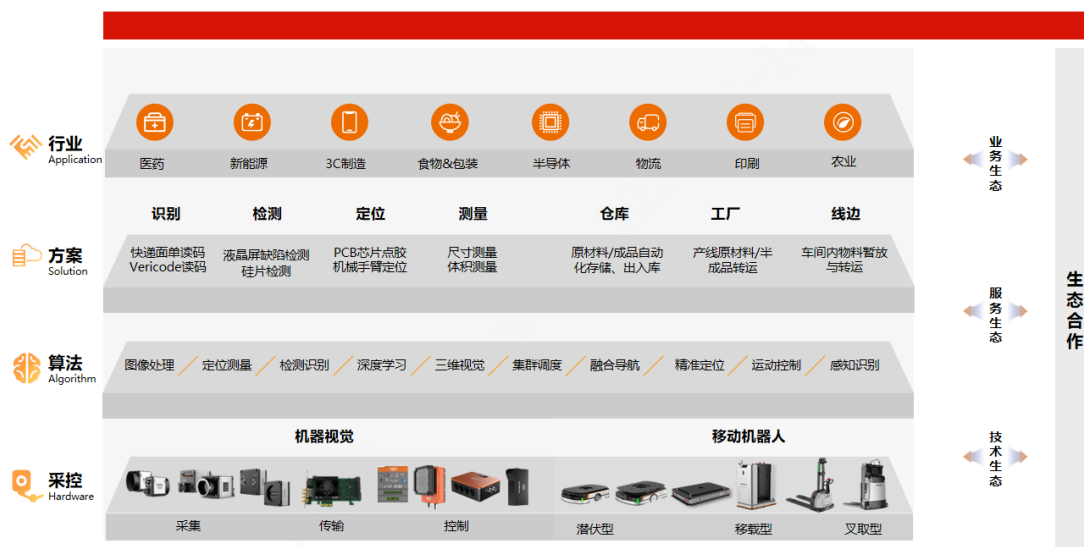 行业
Application
医药
新能源
3C制造
食物&包装
半导体
物流
印刷
农业
方案
Solution
识别
检测
定位
测量
仓库
工厂
线边
快递面单读码
Vericode读码
液晶屏缺陷检测
硅片检测
PCB芯片点胶
机械手臂定位
尺寸测量
体积测量
原材料/成品自动
化存储、出入库
产线原材料/半
成品转运
车间内物料暂放
与转运
算法
Algorithm
图像处理
定位测量
检测识别
深度学习
三维视觉
集群调度
融合导航
精准定位
运动控制
感知识别
采控
Hardware
机器视觉
移动机器人
采集
传输
控制
潜伏型
移载型
叉取型
业务生态
服务生态
技术生态
生态合作